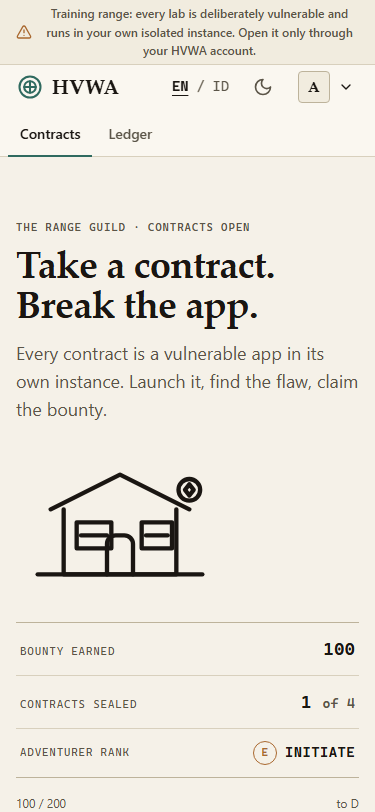 Training range: every lab is deliberately vulnerable and
runs in your own isolated instance. Open it only through
your HVWA account.
HVWA EN / ID A
Contracts Ledger
THE RANGE GUILD · CONTRACTS OPEN
Take a contract.
Break the app.
Every contract is a vulnerable app in its
own instance. Launch it, find the flaw, claim
the bounty.
BOUNTY EARNED 100
CONTRACTS SEALED 1 of 4
ADVENTURER RANK E INITIATE
100 / 200 to D